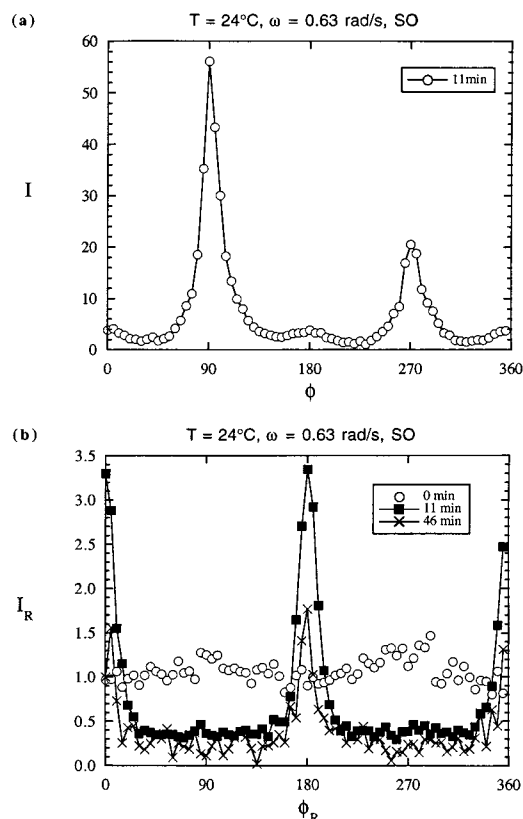 (a)
T = 24°C, ω = 0.63 rad/s, SO
60
50
40
30
20
10
0
I
11min
0 90 180 270 360
ϕ
(b)
T = 24°C, ω = 0.63 rad/s, SO
3.5
3.0
2.5
2.0
1.5
1.0
0.5
0.0
I_R
0 min
11 min
46 min
0 90 180 270 360
ϕ_R